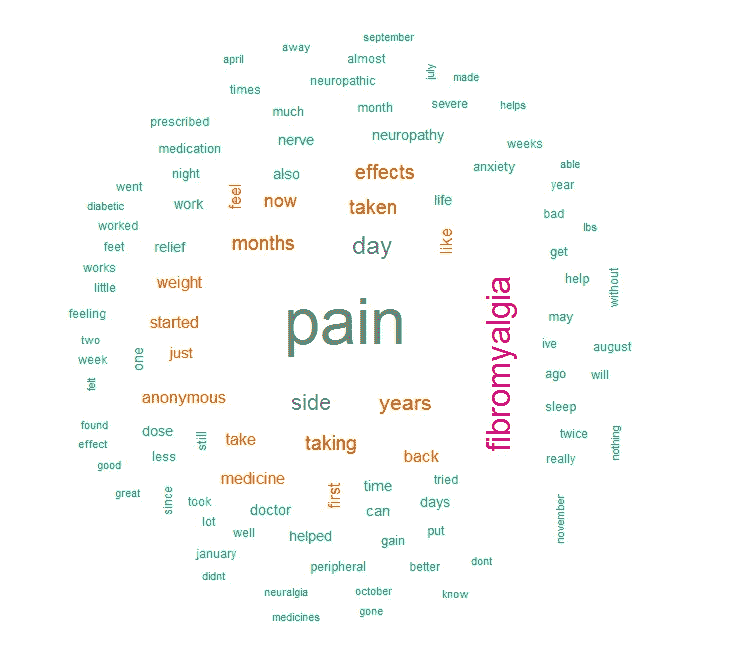 september
away
april
almost
july
made
neuropathic
times
much
month
severe
helps
prescribed
neuropathy
nerve
weeks
medication
anxiety
able
night
also
effects
year
went
feel
now
taken
life
diabetic
work
bad
worked
lbs
feet
relief
months
day
like
get
works
weight
help
without
little
fibromyalgia
feeling
started
pain
may
two
ive
august
week
one
just
felt
ago
will
anonymous
side
years
sleep
found
dose
still
take
taking
twice
nothing
effect
less
back
really
good
medicine
tried
great
since
took
first
time
days
doctor
can
november
lot
well
helped
gain
put
january
peripheral
better
dont
didnt
neuralgia
october
know
medicines
gone